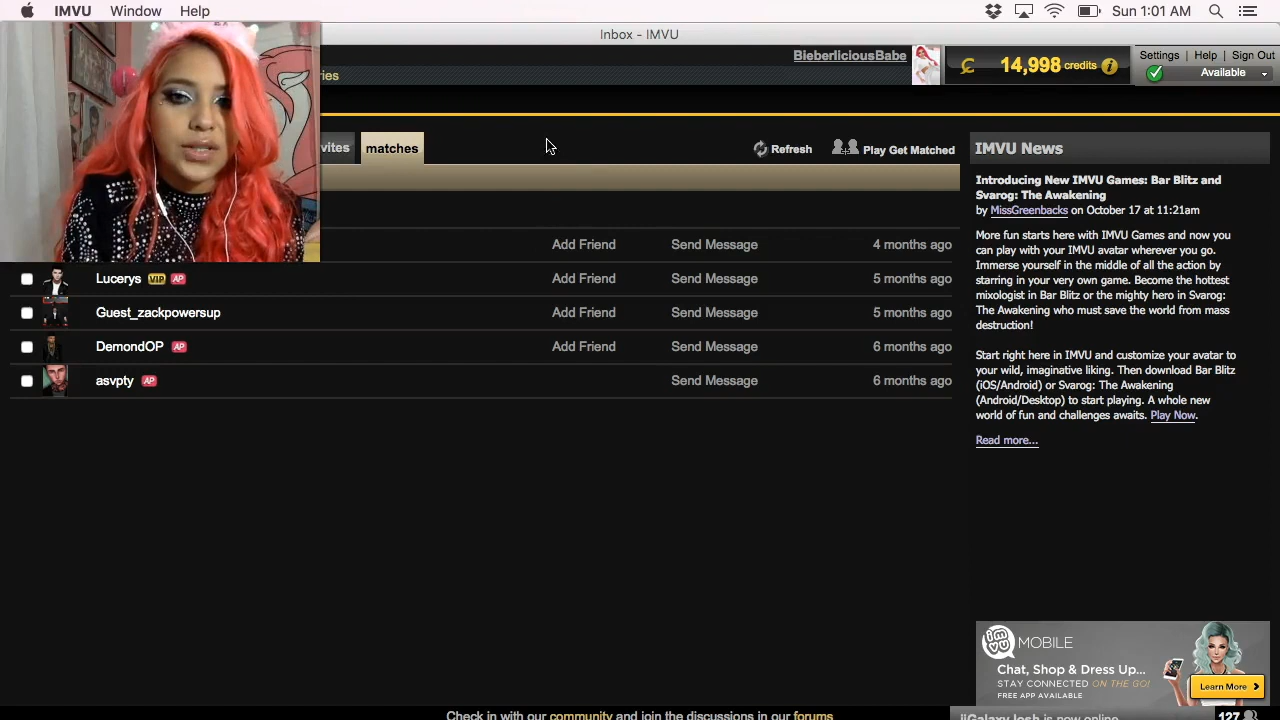 IMVU Window Help
Sun 1:01 AM
Inbox - IMVU
BieberliciousBabe
14,998 credits
Settings | Help | Sign Out
Available
ries
vites
matches
Refresh
Play Get Matched
Add Friend Send Message 4 months ago
Lucerys VIP AP Add Friend Send Message 5 months ago
Guest_zackpowersup Add Friend Send Message 5 months ago
DemondOP AP Add Friend Send Message 6 months ago
asvpty AP Send Message 6 months ago
IMVU News
Introducing New IMVU Games: Bar Blitz and
Svarog: The Awakening
by MissGreenbacks on October 17 at 11:21am
More fun starts here with IMVU Games and now you
can play with your IMVU avatar wherever you go.
Immerse yourself in the middle of all the action by
starring in your very own game. Become the hottest
mixologist in Bar Blitz or the mighty hero in Svarog:
The Awakening who must save the world from mass
destruction!
Start right here in IMVU and customize your avatar to
your wild, imaginative liking. Then download Bar Blitz
(iOS/Android) or Svarog: The Awakening
(Android/Desktop) to start playing. A whole new
world of fun and challenges awaits. Play Now.
Read more...
imvu MOBILE
Chat, Shop & Dress Up...
STAY CONNECTED ON THE GO!
FREE APP AVAILABLE
Learn More
Check in with our community and join the discussions in our forums
is now online
127